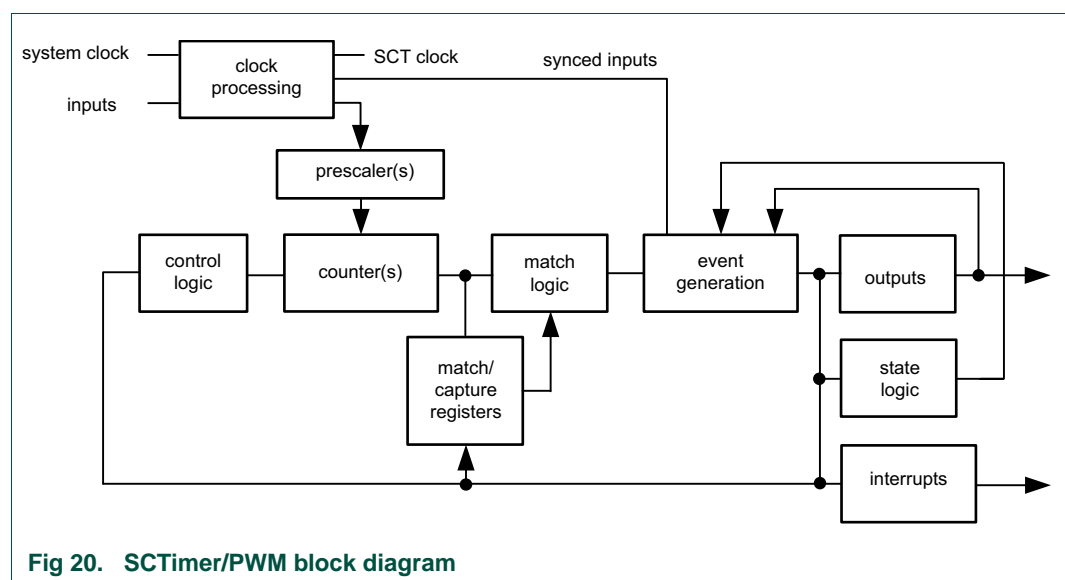 system clock
inputs
clock
processing
SCT clock
synced inputs
prescaler(s)
control
logic
counter(s)
match
logic
event
generation
outputs
match/
capture
registers
state
logic
interrupts
Fig 20. SCTimer/PWM block diagram